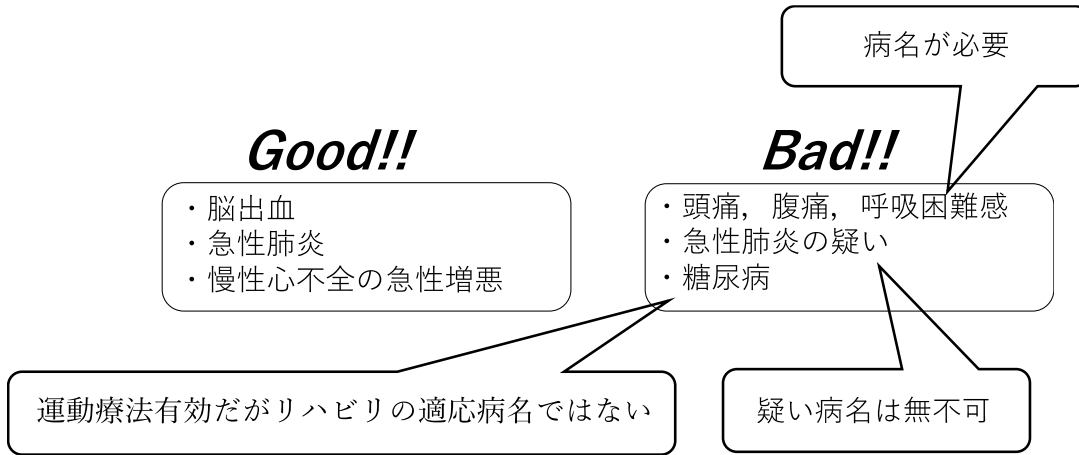 病名が必要
Good!!
・脳出血
・急性肺炎
・慢性心不全の急性増悪
Bad!!
・頭痛，腹痛，呼吸困難感
・急性肺炎の疑い
・糖尿病
運動療法有効だがリハビリの適応病名ではない
疑い病名は無不可